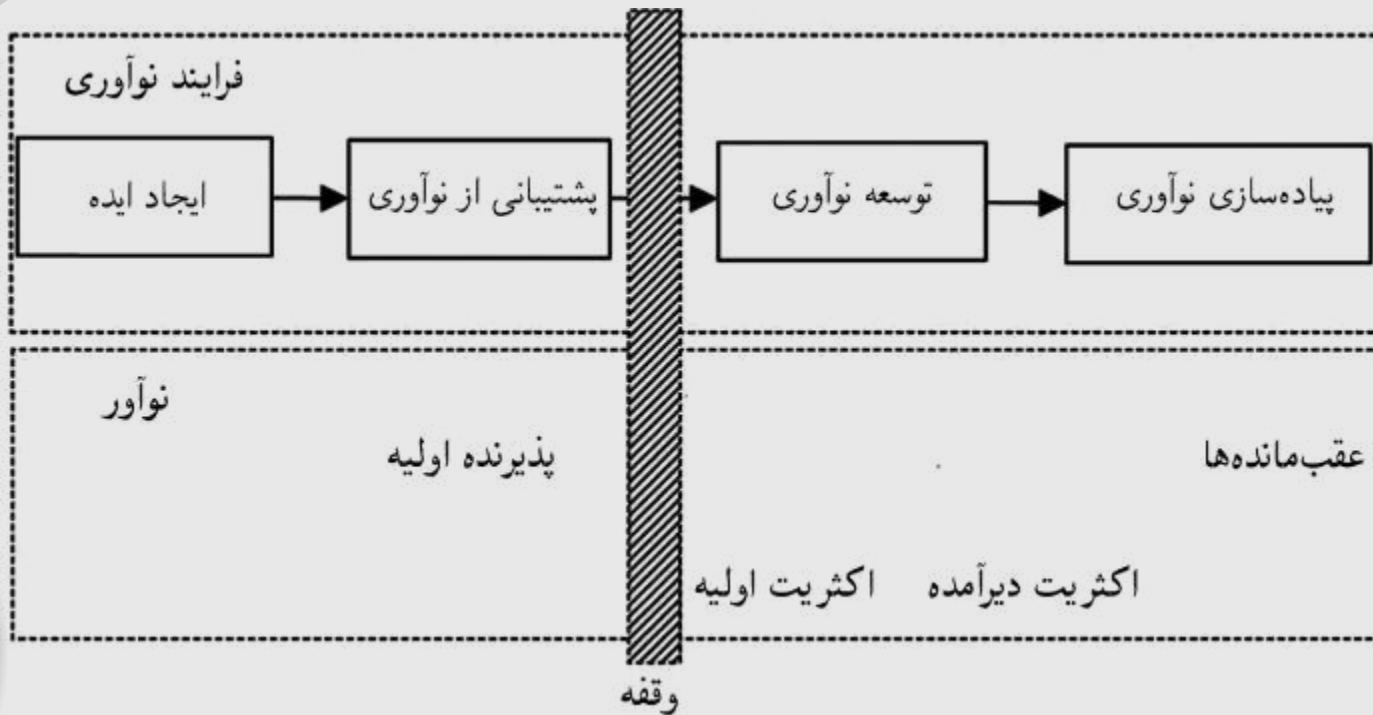 فرایند نوآوری
ایجاد ایده
پشتیبانی از نوآوری
توسعه نوآوری
پیاده‌سازی نوآوری
نوآور
پذیرنده اولیه
عقب‌مانده‌ها
اکثریت اولیه
اکثریت دیرآمده
وقفه